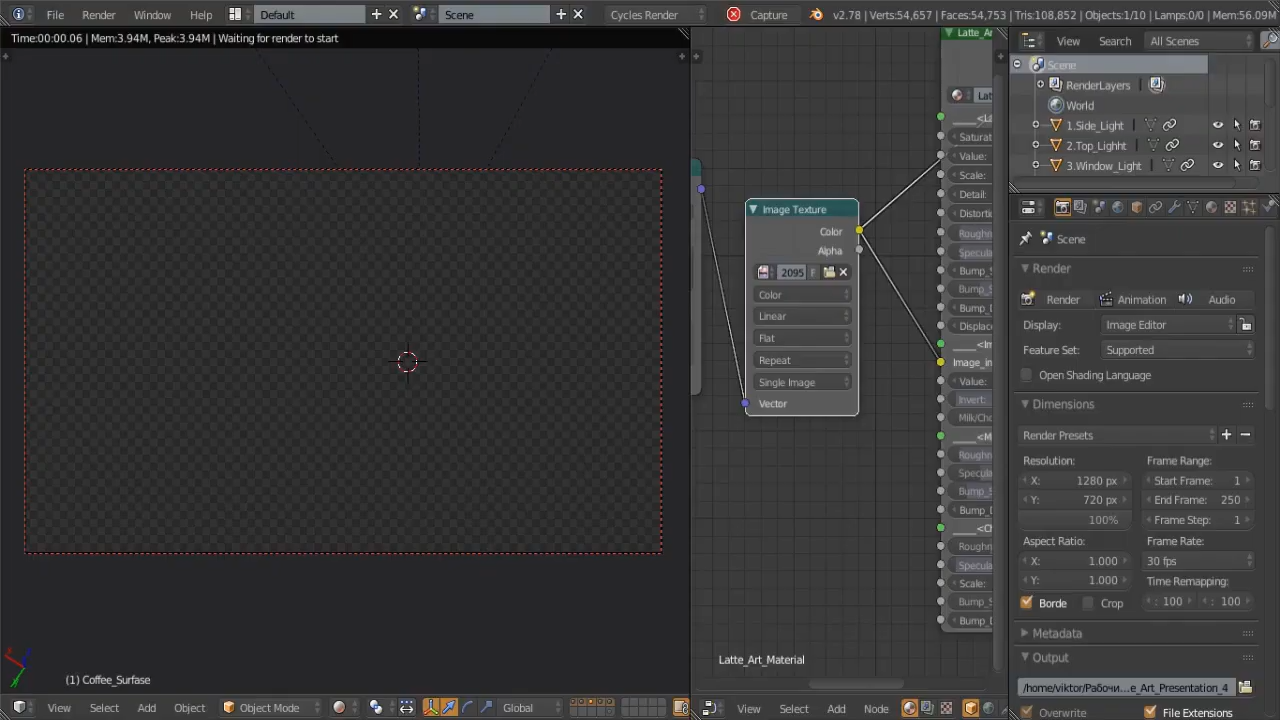 File Render Window Help Default Scene Cycles Render Capture v2.78 | Verts:54,657 | Faces:54,753 | Tris:108,852 | Objects:1/10 | Lamps:0/0 | Mem:56.09M
Time:00:00.06 | Mem:3.94M, Peak:3.94M | Waiting for render to start
(1) Coffee_Surfase
View Select Add Object Object Mode Global
Image Texture
Color
Alpha
2095 F
Color
Linear
Flat
Repeat
Single Image
Vector
Latte_Ar
Lat
Saturat
Value:
Scale:
Detail:
Distorti
Roughn
Specula
Bump_S
Bump_S
Bump_D
Displace
Image_in
Value:
Invert:
Milk/Cho
Roughn
Specula
Bump_S
Bump_D
Roughn
Specula
Scale:
Bump_S
Bump_D
Latte_Art_Material
View Select Add Node
View Search All Scenes
Scene
RenderLayers
World
1.Side_Light
2.Top_Lighht
3.Window_Light
Scene
Render
Render Animation Audio
Display: Image Editor
Feature Set: Supported
Open Shading Language
Dimensions
Render Presets
Resolution: Frame Range:
X: 1280 px Start Frame: 1
Y: 720 px End Frame: 250
100% Frame Step: 1
Aspect Ratio: Frame Rate:
X: 1.000 30 fps
Y: 1.000 Time Remapping:
Borde Crop : 100 : 100
Metadata
Output
/home/viktor/Рабочи...e_Art_Presentation_4
Overwrite File Extensions